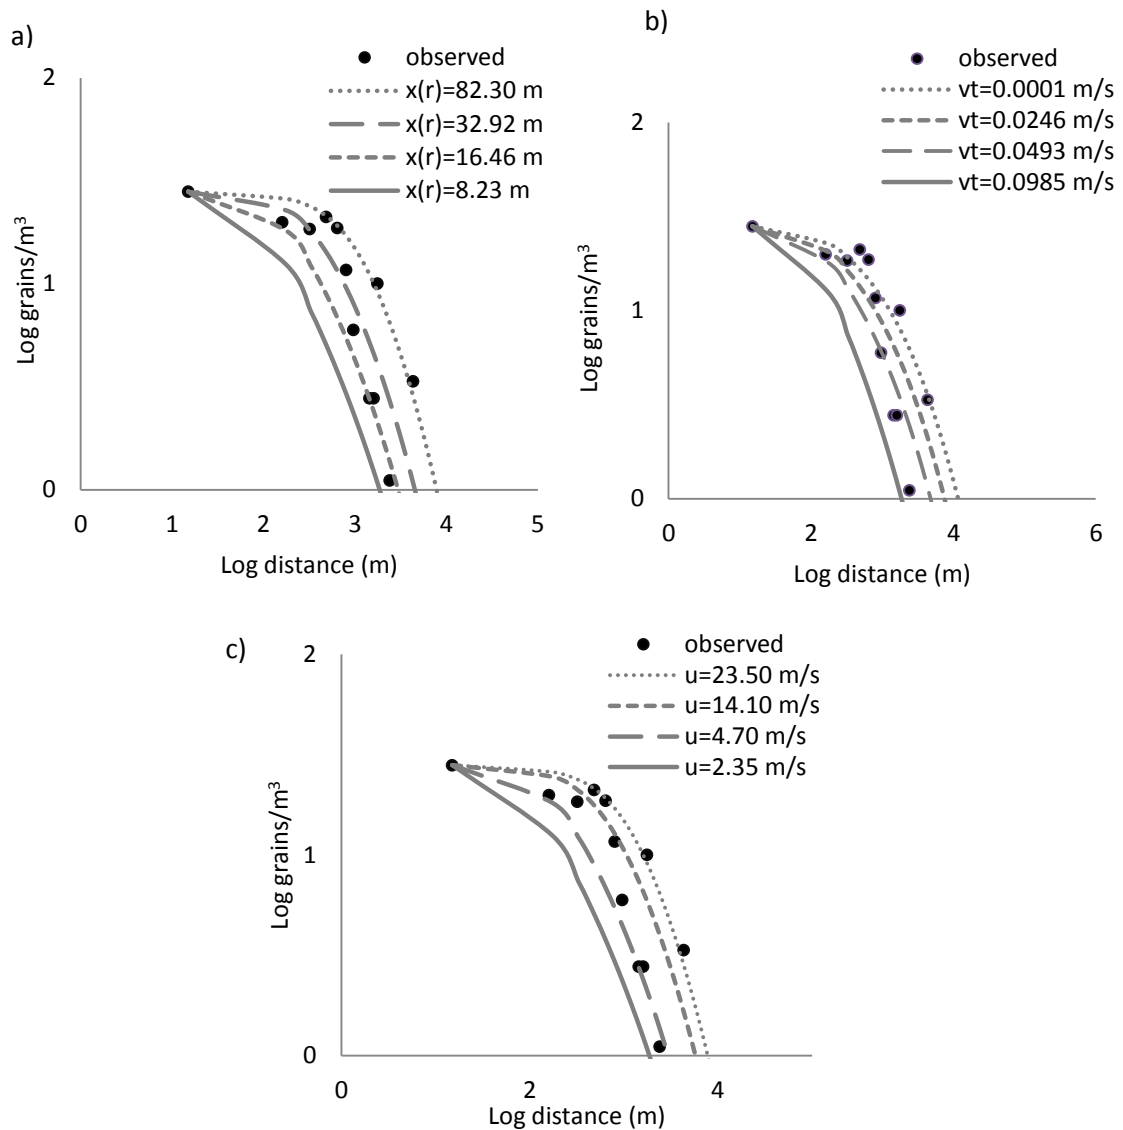 a)
observed
x(r)=82.30 m
x(r)=32.92 m
x(r)=16.46 m
x(r)=8.23 m
2
1
0
Log grains/m³
0 1 2 3 4 5
Log distance (m)
b)
observed
vt=0.0001 m/s
vt=0.0246 m/s
vt=0.0493 m/s
vt=0.0985 m/s
2
1
0
Log grains/m³
0 2 4 6
Log distance (m)
c)
observed
u=23.50 m/s
u=14.10 m/s
u=4.70 m/s
u=2.35 m/s
2
1
0
Log grains/m³
0 2 4
Log distance (m)